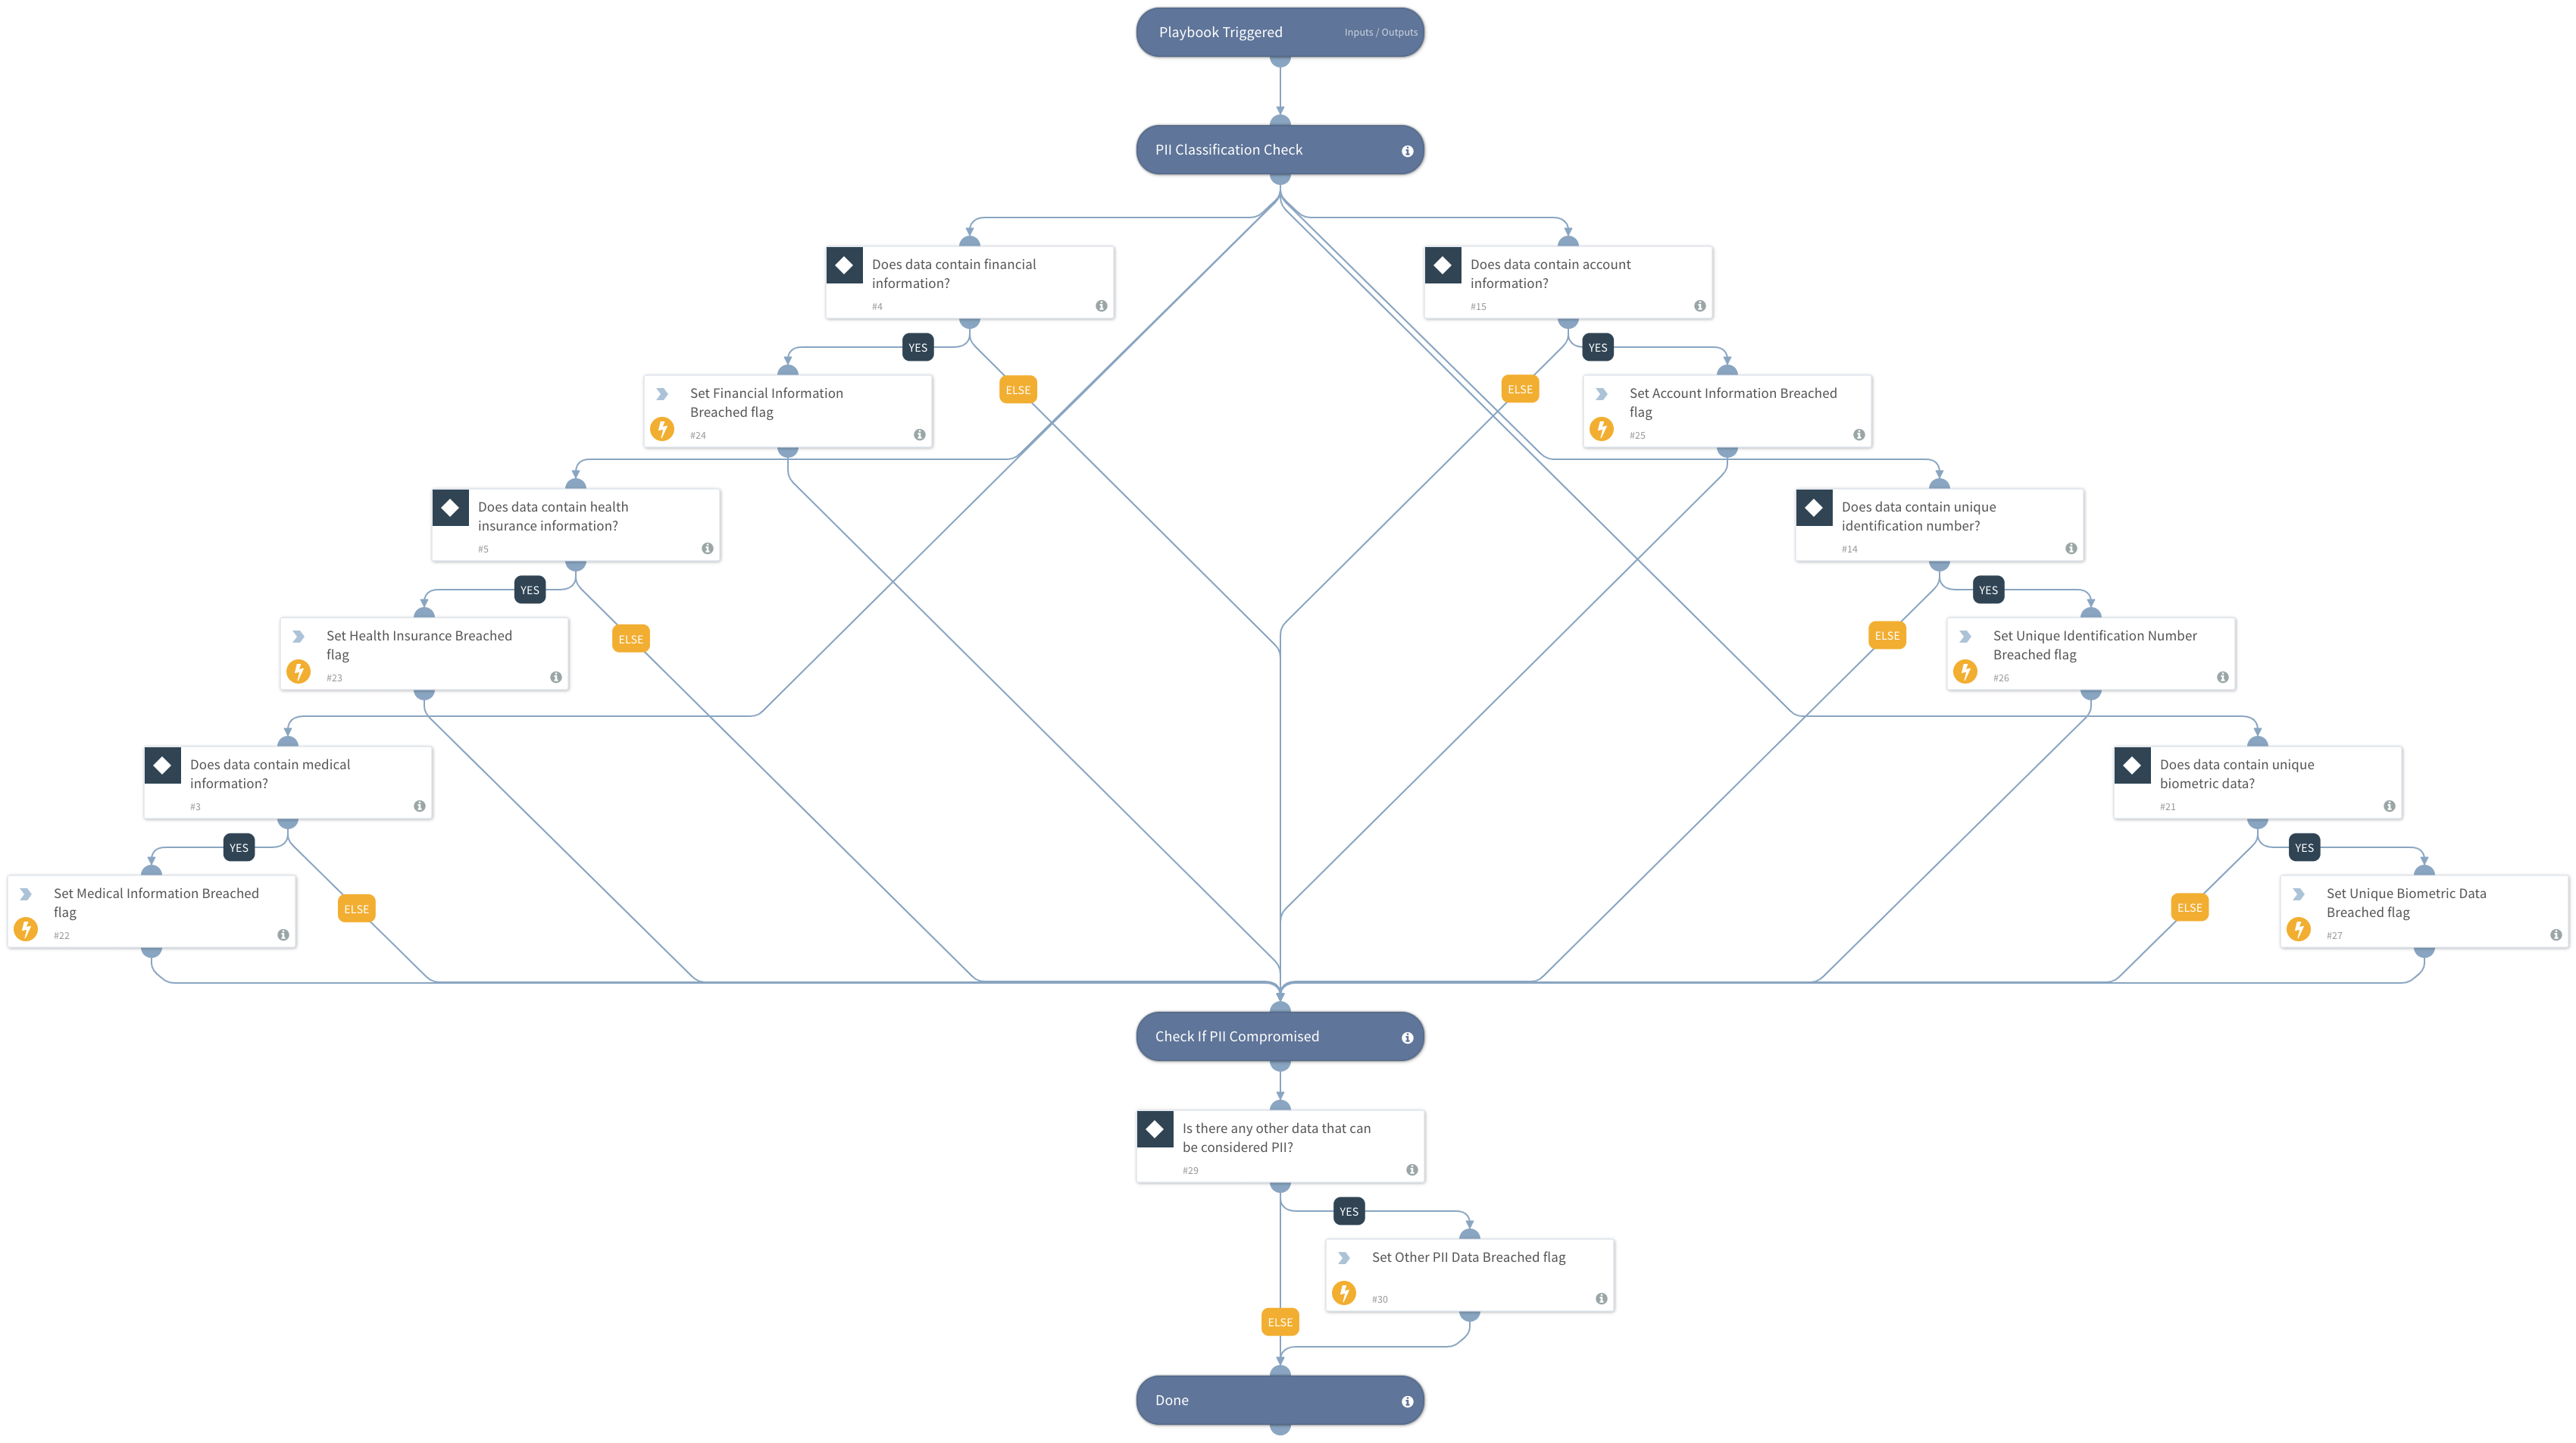 Playbook Triggered
Inputs / Outputs
PII Classification Check
Does data contain financial
information?
#4
Does data contain account
information?
#15
YES
YES
ELSE
ELSE
Set Financial Information
Breached flag
#24
Set Account Information Breached
flag
#25
Does data contain health
insurance information?
#5
Does data contain unique
identification number?
#14
YES
YES
ELSE
ELSE
Set Health Insurance Breached
flag
#23
Set Unique Identification Number
Breached flag
#26
Does data contain medical
information?
#3
Does data contain unique
biometric data?
#21
YES
YES
ELSE
ELSE
Set Medical Information Breached
flag
#22
Set Unique Biometric Data
Breached flag
#27
Check If PII Compromised
Is there any other data that can
be considered PII?
#29
YES
Set Other PII Data Breached flag
#30
ELSE
Done